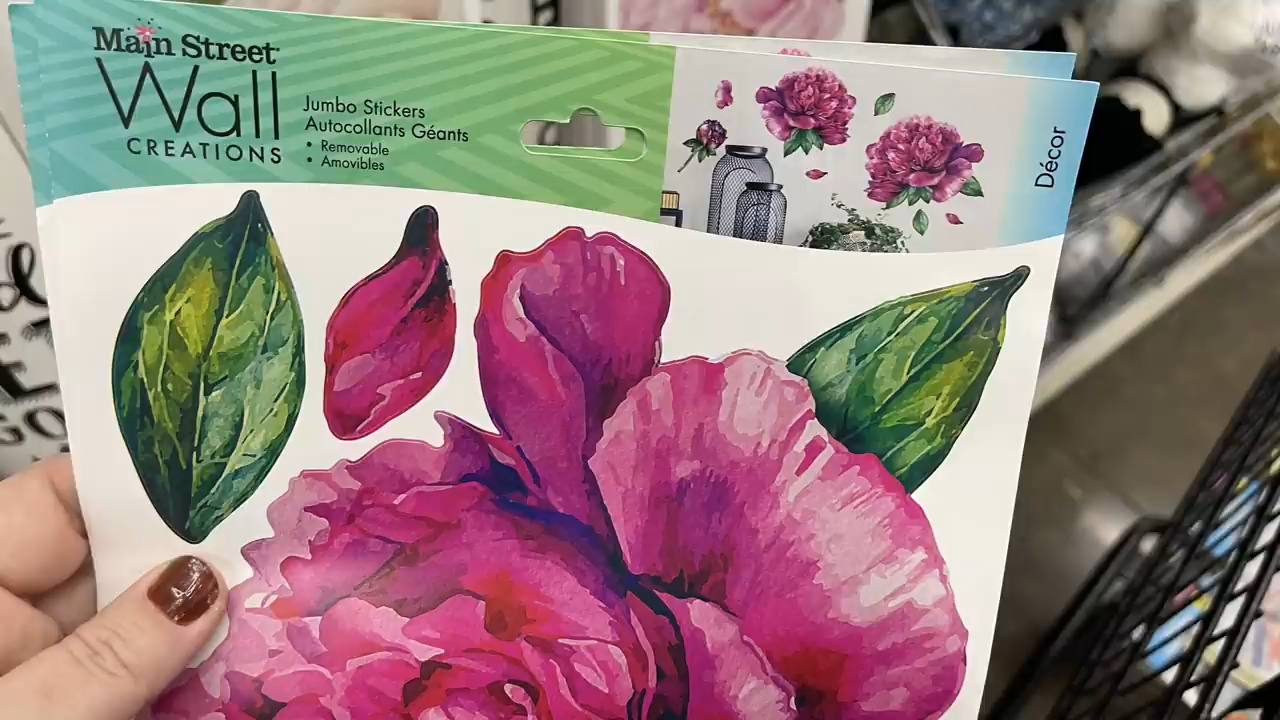 Main Street
Wall
CREATIONS
Jumbo Stickers
Autocollants Géants
• Removable
• Amovibles
Décor